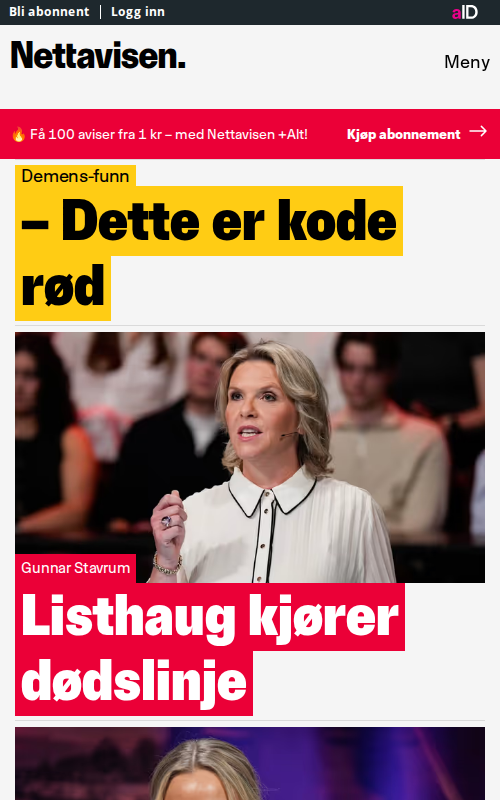 Bli abonnent | Logg inn
aID
Nettavisen.
Meny
🔥 Få 100 aviser fra 1 kr – med Nettavisen +Alt!
Kjøp abonnement →
Demens-funn
– Dette er kode
rød
Gunnar Stavrum
Listhaug kjører
dødslinje